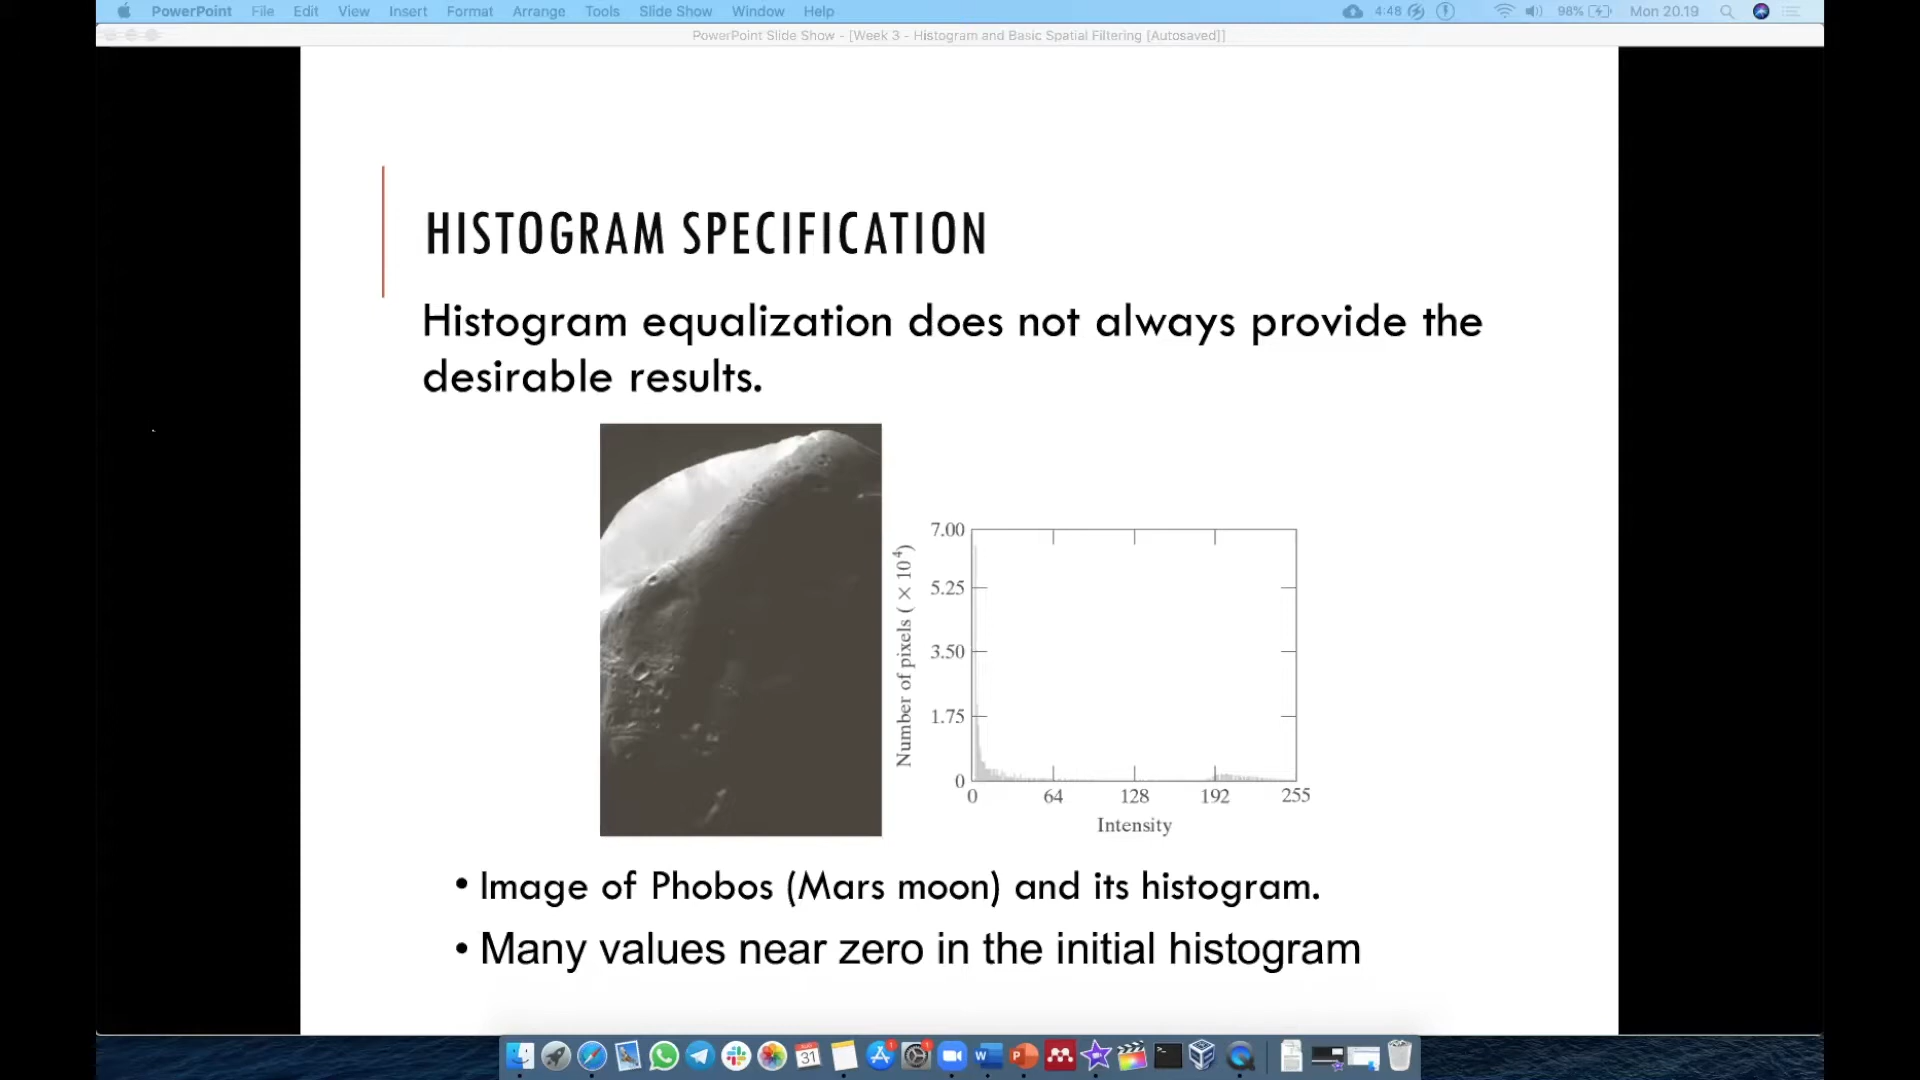 PowerPoint File Edit View Insert Format Arrange Tools Slide Show Window Help 4:48 98% Mon 20.19
PowerPoint Slide Show - [Week 3 - Histogram and Basic Spatial Filtering [Autosaved]]
HISTOGRAM SPECIFICATION
Histogram equalization does not always provide the
desirable results.
Number of pixels ( × 10⁴)
7.00
5.25
3.50
1.75
0
0 64 128 192 255
Intensity
• Image of Phobos (Mars moon) and its histogram.
• Many values near zero in the initial histogram
31
1
1
W
P